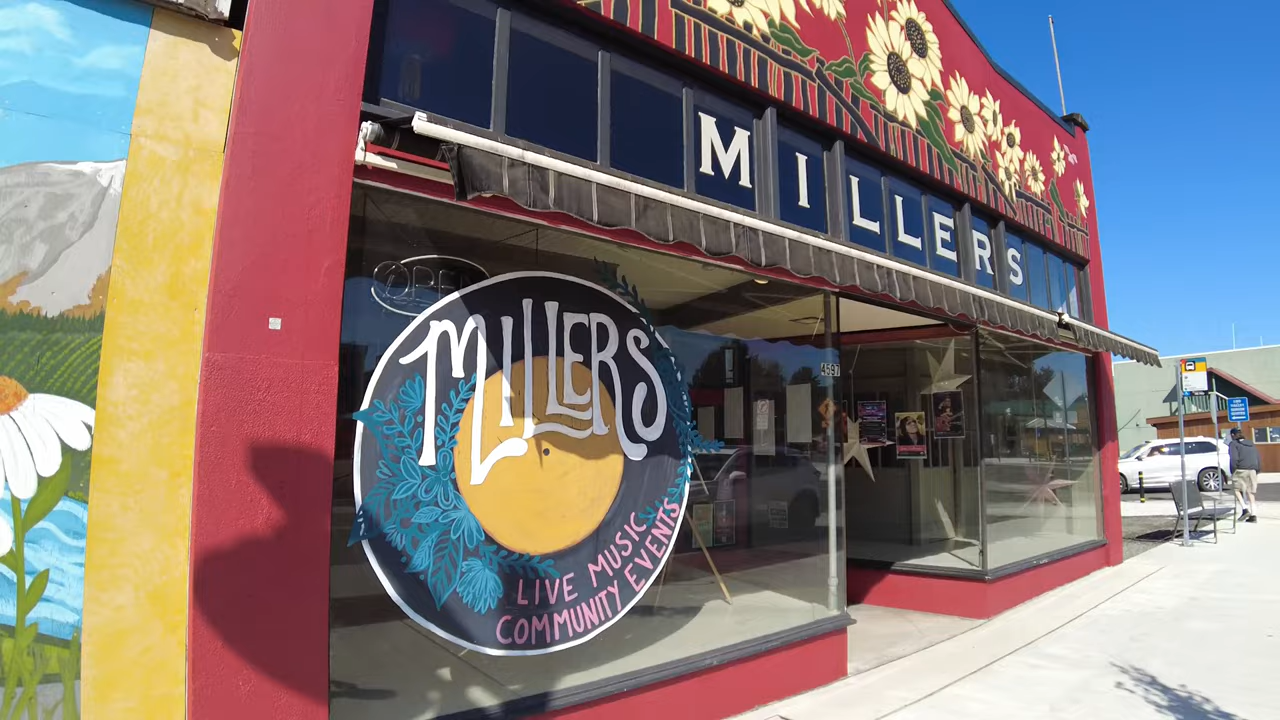 MILLERS
OPEN
MILLERS
4597
LIVE MUSIC
COMMUNITY EVENTS